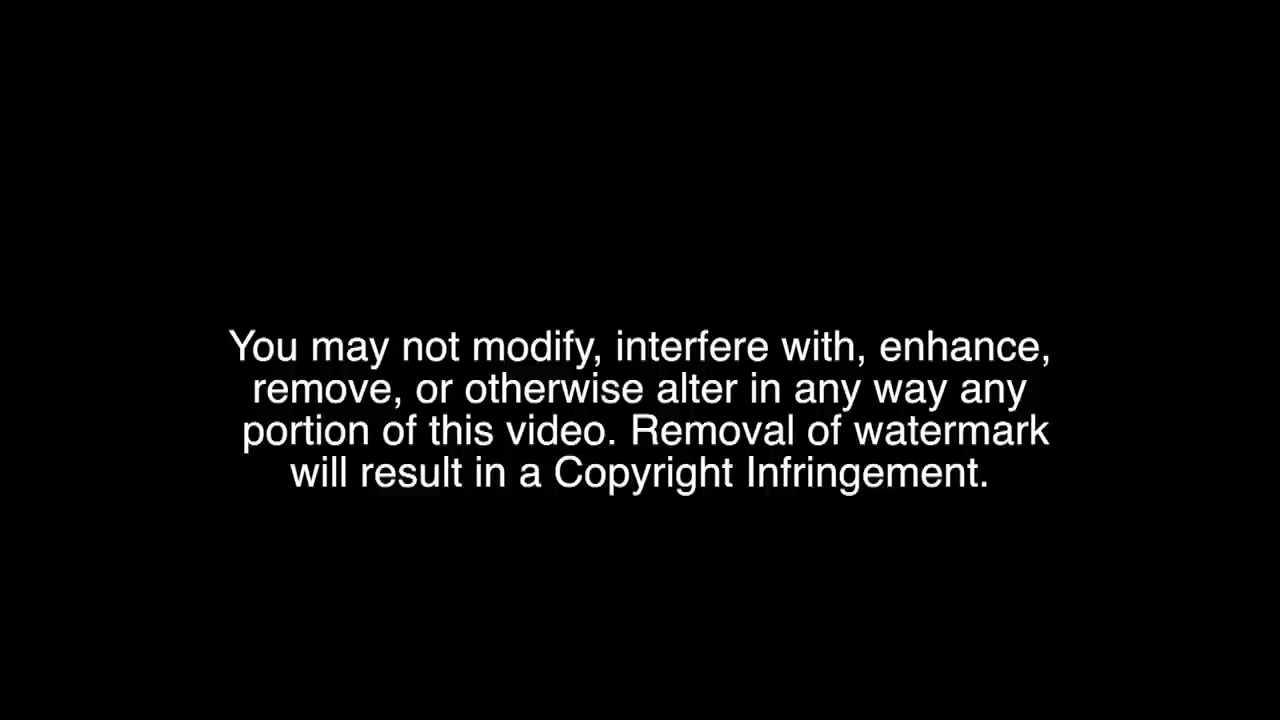 You may not modify, interfere with, enhance,
remove, or otherwise alter in any way any
portion of this video. Removal of watermark
will result in a Copyright Infringement.